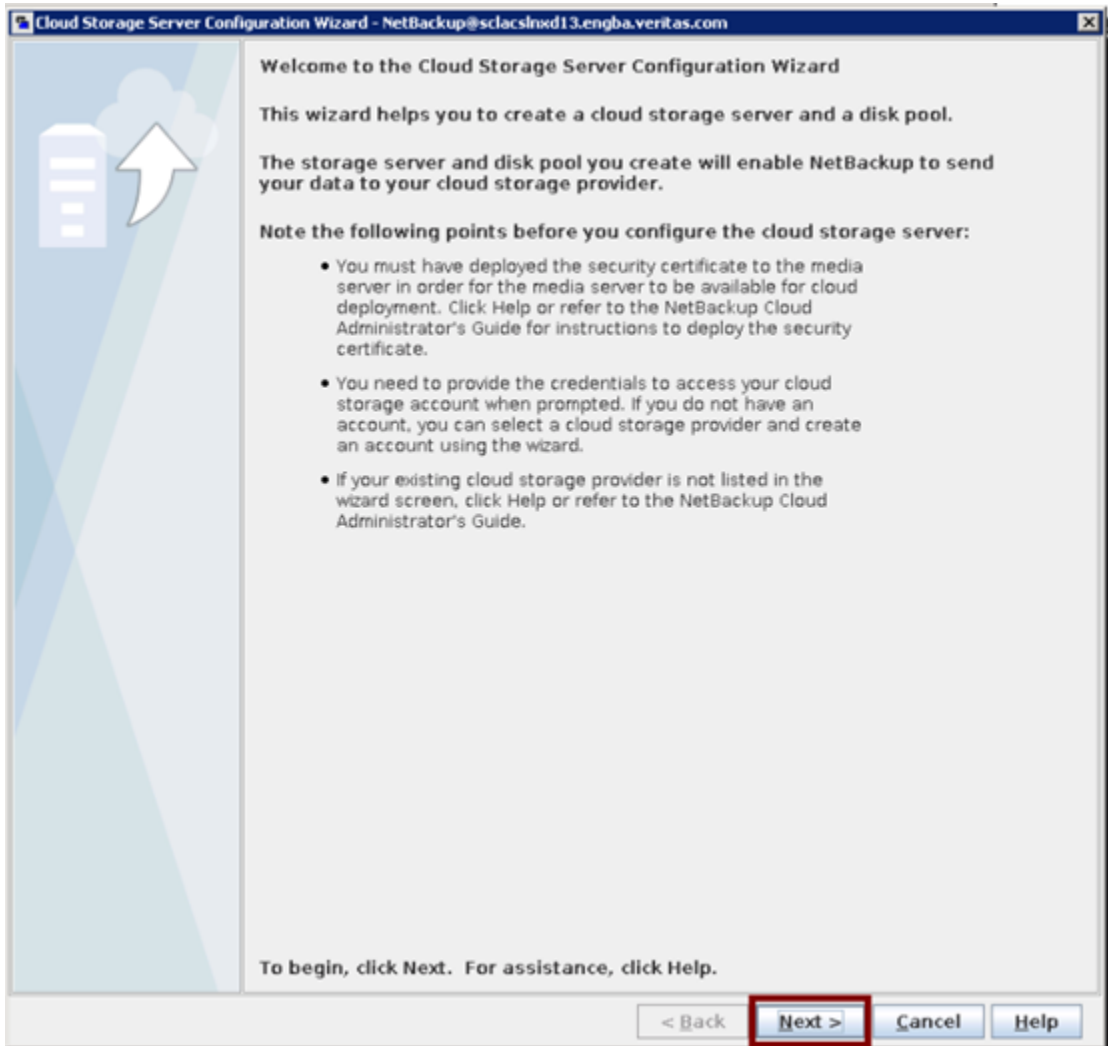 Cloud Storage Server Configuration Wizard - NetBackup@sclacslnxd13.engba.veritas.com
Welcome to the Cloud Storage Server Configuration Wizard
This wizard helps you to create a cloud storage server and a disk pool.
The storage server and disk pool you create will enable NetBackup to send
your data to your cloud storage provider.
Note the following points before you configure the cloud storage server:
• You must have deployed the security certificate to the media
server in order for the media server to be available for cloud
deployment. Click Help or refer to the NetBackup Cloud
Administrator's Guide for instructions to deploy the security
certificate.
• You need to provide the credentials to access your cloud
storage account when prompted. If you do not have an
account, you can select a cloud storage provider and create
an account using the wizard.
• If your existing cloud storage provider is not listed in the
wizard screen, click Help or refer to the NetBackup Cloud
Administrator's Guide.
To begin, click Next. For assistance, click Help.
< Back Next > Cancel Help